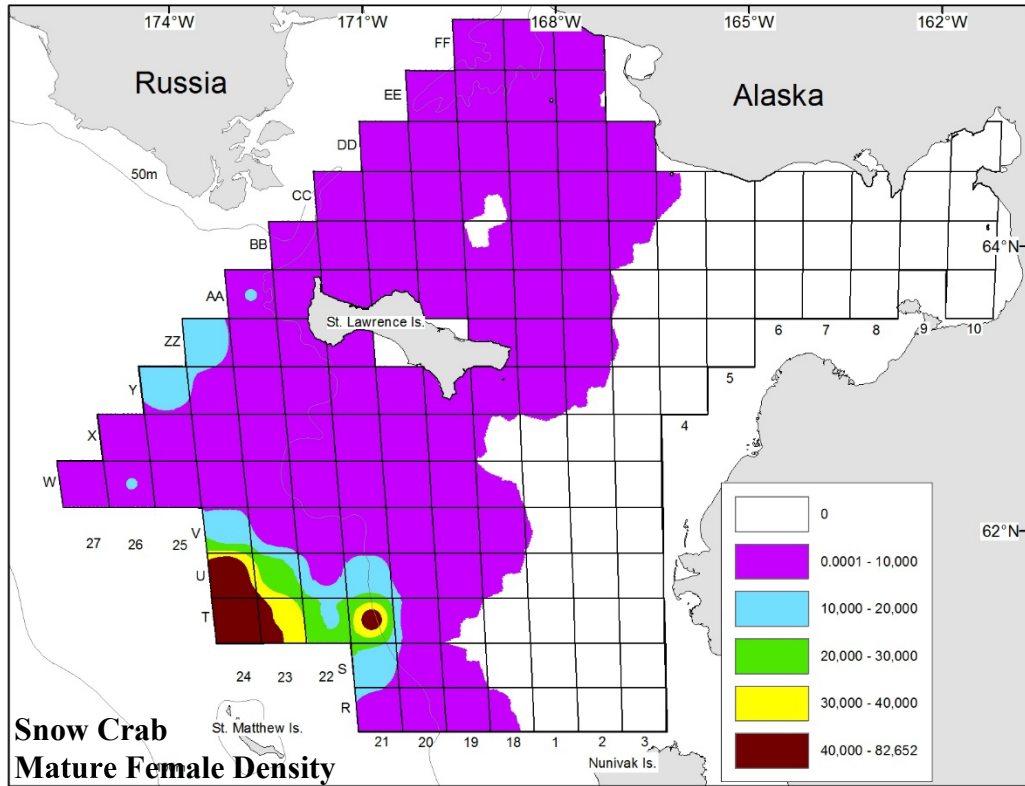 174°W 171°W 168°W 165°W 162°W
FF
Russia
EE
Alaska
DD
50m
CC
BB
64°N
AA
St. Lawrence Is.
6 7 8 9 10
ZZ
Y
5
X
4
W
0
V
62°N
27 26 25
0.0001 - 10,000
U
10,000 - 20,000
T
20,000 - 30,000
24 23 22 S
30,000 - 40,000
R
St. Matthew Is.
Snow Crab
40,000 - 82,652
21 20 19 18 1 2 3
Mature Female Density
Nunivak Is.